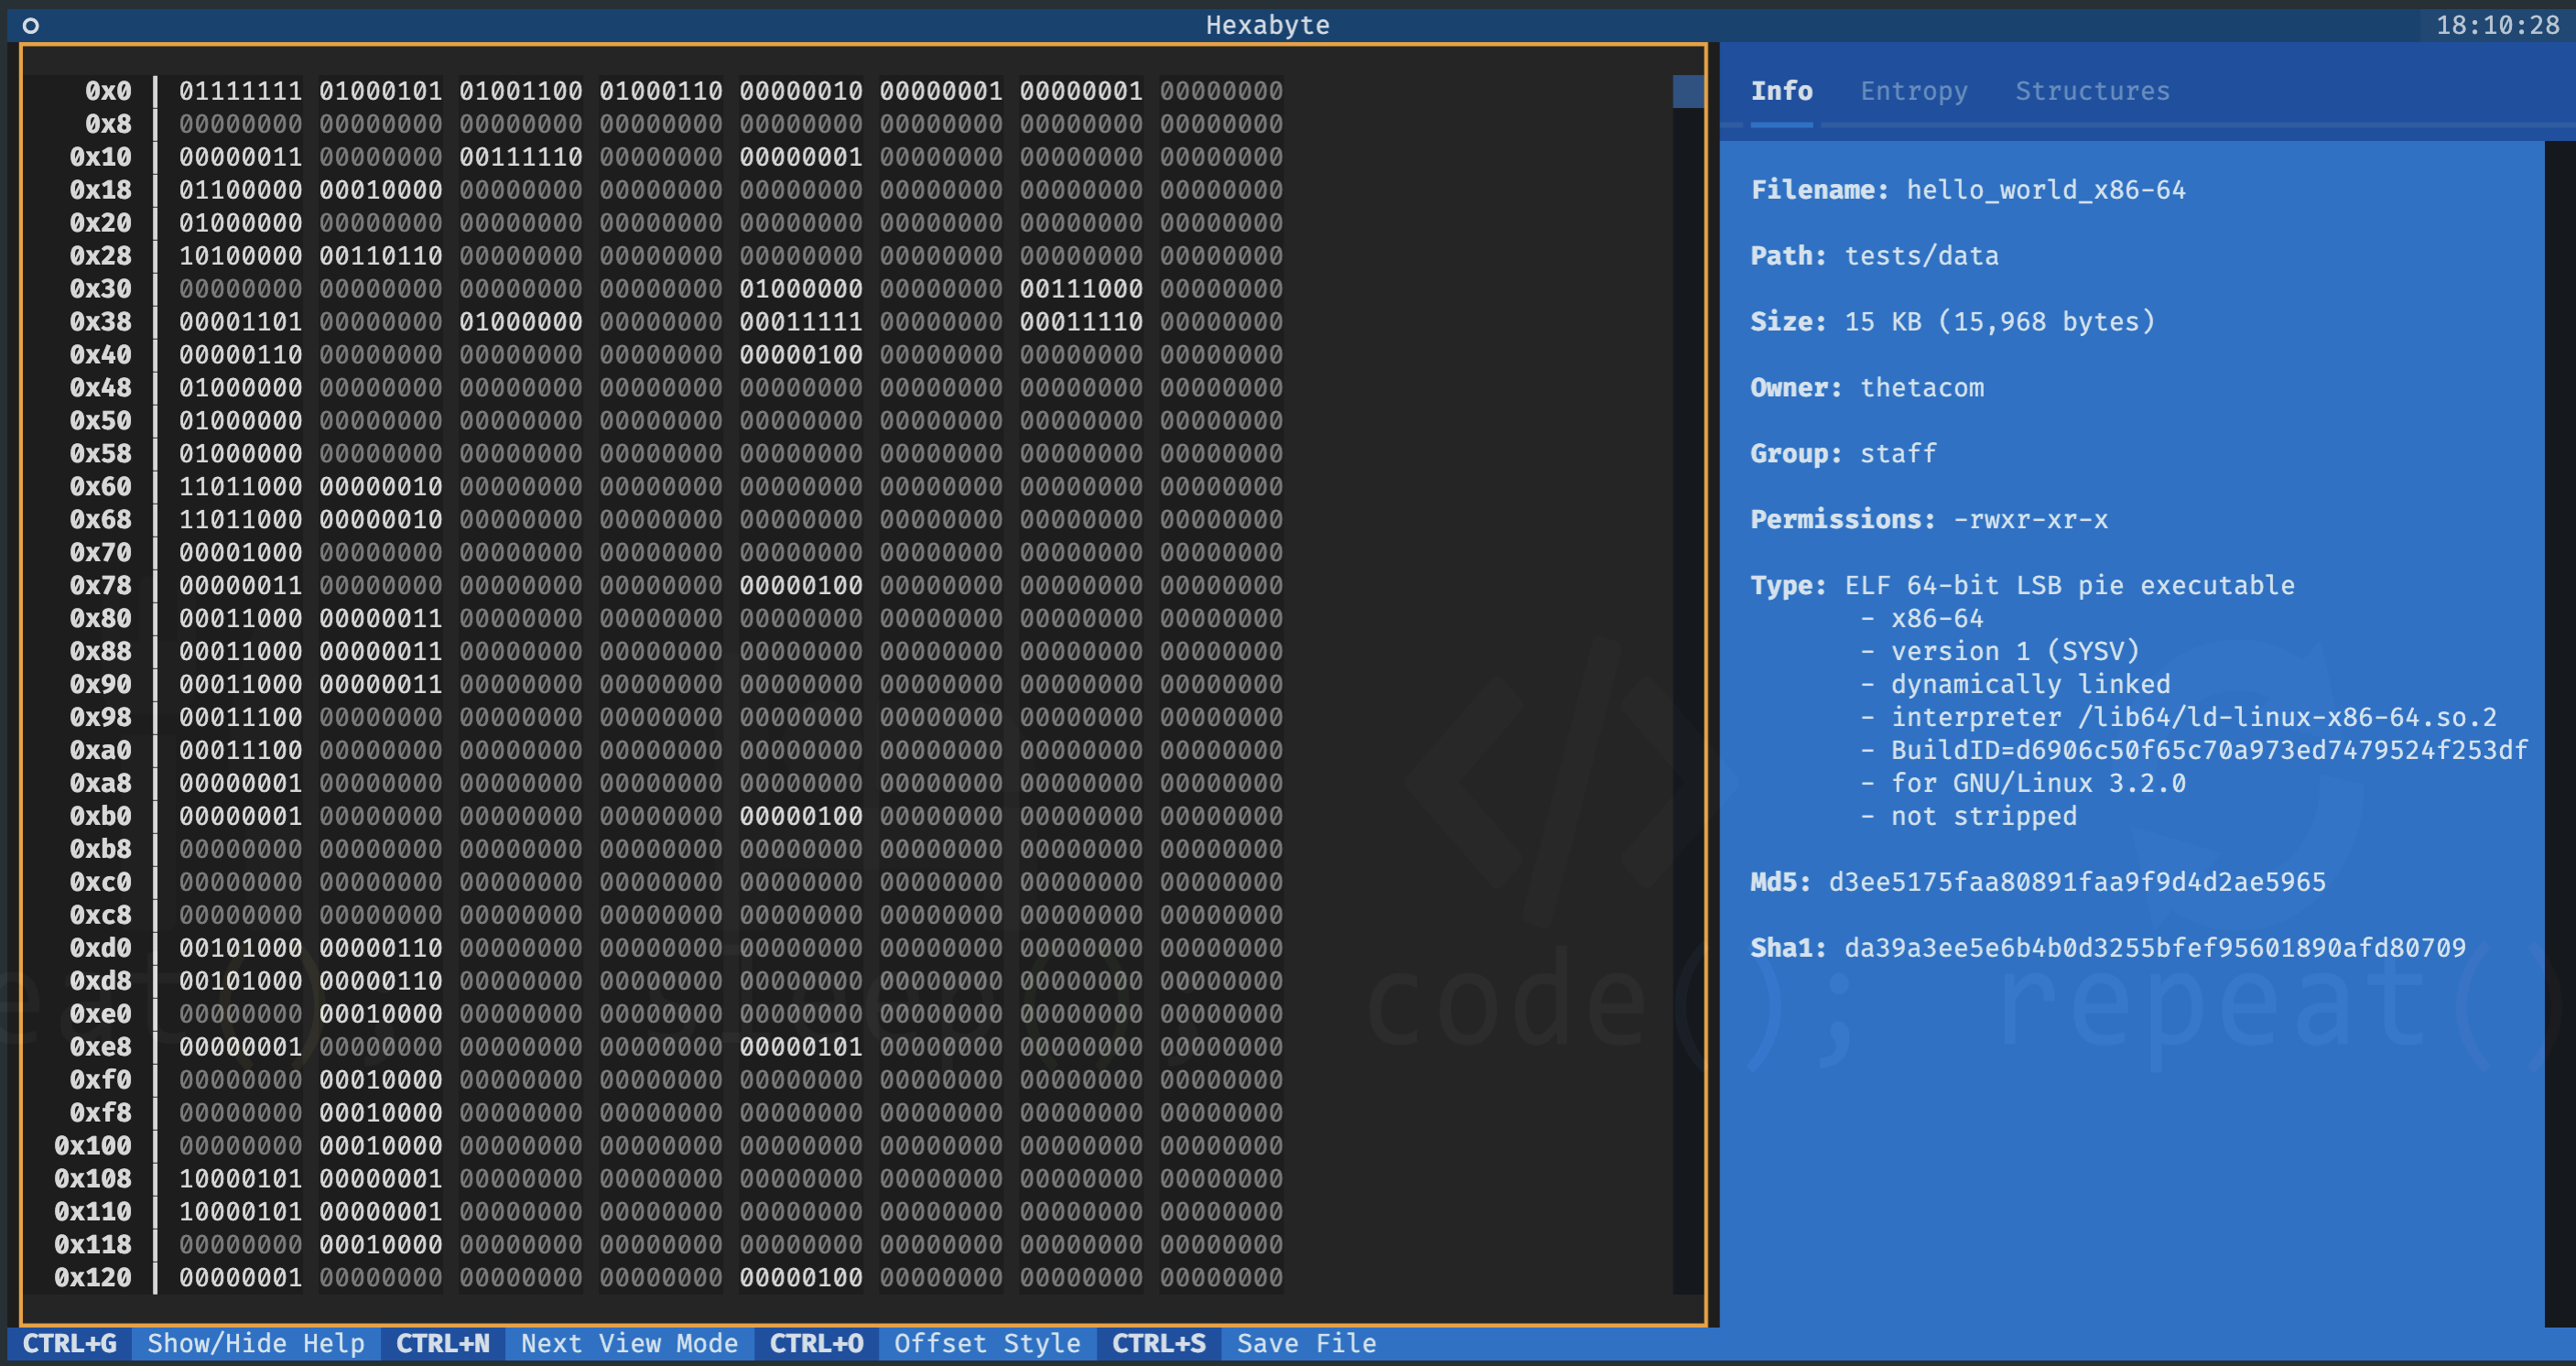 Hexabyte 18:10:28
0x0 01111111 01000101 01001100 01000110 00000010 00000001 00000001 00000000
0x8 00000000 00000000 00000000 00000000 00000000 00000000 00000000 00000000
0x10 00000011 00000000 00111110 00000000 00000001 00000000 00000000 00000000
0x18 01100000 00010000 00000000 00000000 00000000 00000000 00000000 00000000
0x20 01000000 00000000 00000000 00000000 00000000 00000000 00000000 00000000
0x28 10100000 00110110 00000000 00000000 00000000 00000000 00000000 00000000
0x30 00000000 00000000 00000000 00000000 01000000 00000000 00111000 00000000
0x38 00001101 00000000 01000000 00000000 00011111 00000000 00011110 00000000
0x40 00000110 00000000 00000000 00000000 00000100 00000000 00000000 00000000
0x48 01000000 00000000 00000000 00000000 00000000 00000000 00000000 00000000
0x50 01000000 00000000 00000000 00000000 00000000 00000000 00000000 00000000
0x58 01000000 00000000 00000000 00000000 00000000 00000000 00000000 00000000
0x60 11011000 00000010 00000000 00000000 00000000 00000000 00000000 00000000
0x68 11011000 00000010 00000000 00000000 00000000 00000000 00000000 00000000
0x70 00001000 00000000 00000000 00000000 00000000 00000000 00000000 00000000
0x78 00000011 00000000 00000000 00000000 00000100 00000000 00000000 00000000
0x80 00011000 00000011 00000000 00000000 00000000 00000000 00000000 00000000
0x88 00011000 00000011 00000000 00000000 00000000 00000000 00000000 00000000
0x90 00011000 00000011 00000000 00000000 00000000 00000000 00000000 00000000
0x98 00011100 00000000 00000000 00000000 00000000 00000000 00000000 00000000
0xa0 00011100 00000000 00000000 00000000 00000000 00000000 00000000 00000000
0xa8 00000001 00000000 00000000 00000000 00000000 00000000 00000000 00000000
0xb0 00000001 00000000 00000000 00000000 00000100 00000000 00000000 00000000
0xb8 00000000 00000000 00000000 00000000 00000000 00000000 00000000 00000000
0xc0 00000000 00000000 00000000 00000000 00000000 00000000 00000000 00000000
0xc8 00000000 00000000 00000000 00000000 00000000 00000000 00000000 00000000
0xd0 00101000 00000110 00000000 00000000 00000000 00000000 00000000 00000000
0xd8 00101000 00000110 00000000 00000000 00000000 00000000 00000000 00000000
0xe0 00000000 00010000 00000000 00000000 00000000 00000000 00000000 00000000
0xe8 00000001 00000000 00000000 00000000 00000101 00000000 00000000 00000000
0xf0 00000000 00010000 00000000 00000000 00000000 00000000 00000000 00000000
0xf8 00000000 00010000 00000000 00000000 00000000 00000000 00000000 00000000
0x100 00000000 00010000 00000000 00000000 00000000 00000000 00000000 00000000
0x108 10000101 00000001 00000000 00000000 00000000 00000000 00000000 00000000
0x110 10000101 00000001 00000000 00000000 00000000 00000000 00000000 00000000
0x118 00000000 00010000 00000000 00000000 00000000 00000000 00000000 00000000
0x120 00000001 00000000 00000000 00000000 00000100 00000000 00000000 00000000
Info Entropy Structures
Filename: hello_world_x86-64
Path: tests/data
Size: 15 KB (15,968 bytes)
Owner: thetacom
Group: staff
Permissions: -rwxr-xr-x
Type: ELF 64-bit LSB pie executable
- x86-64
- version 1 (SYSV)
- dynamically linked
- interpreter /lib64/ld-linux-x86-64.so.2
- BuildID=d6906c50f65c70a973ed7479524f253df
- for GNU/Linux 3.2.0
- not stripped
Md5: d3ee5175faa80891faa9f9d4d2ae5965
Sha1: da39a3ee5e6b4b0d3255bfef95601890afd80709
eat(); sleep(); code(); repeat()
CTRL+G Show/Hide Help CTRL+N Next View Mode CTRL+O Offset Style CTRL+S Save File